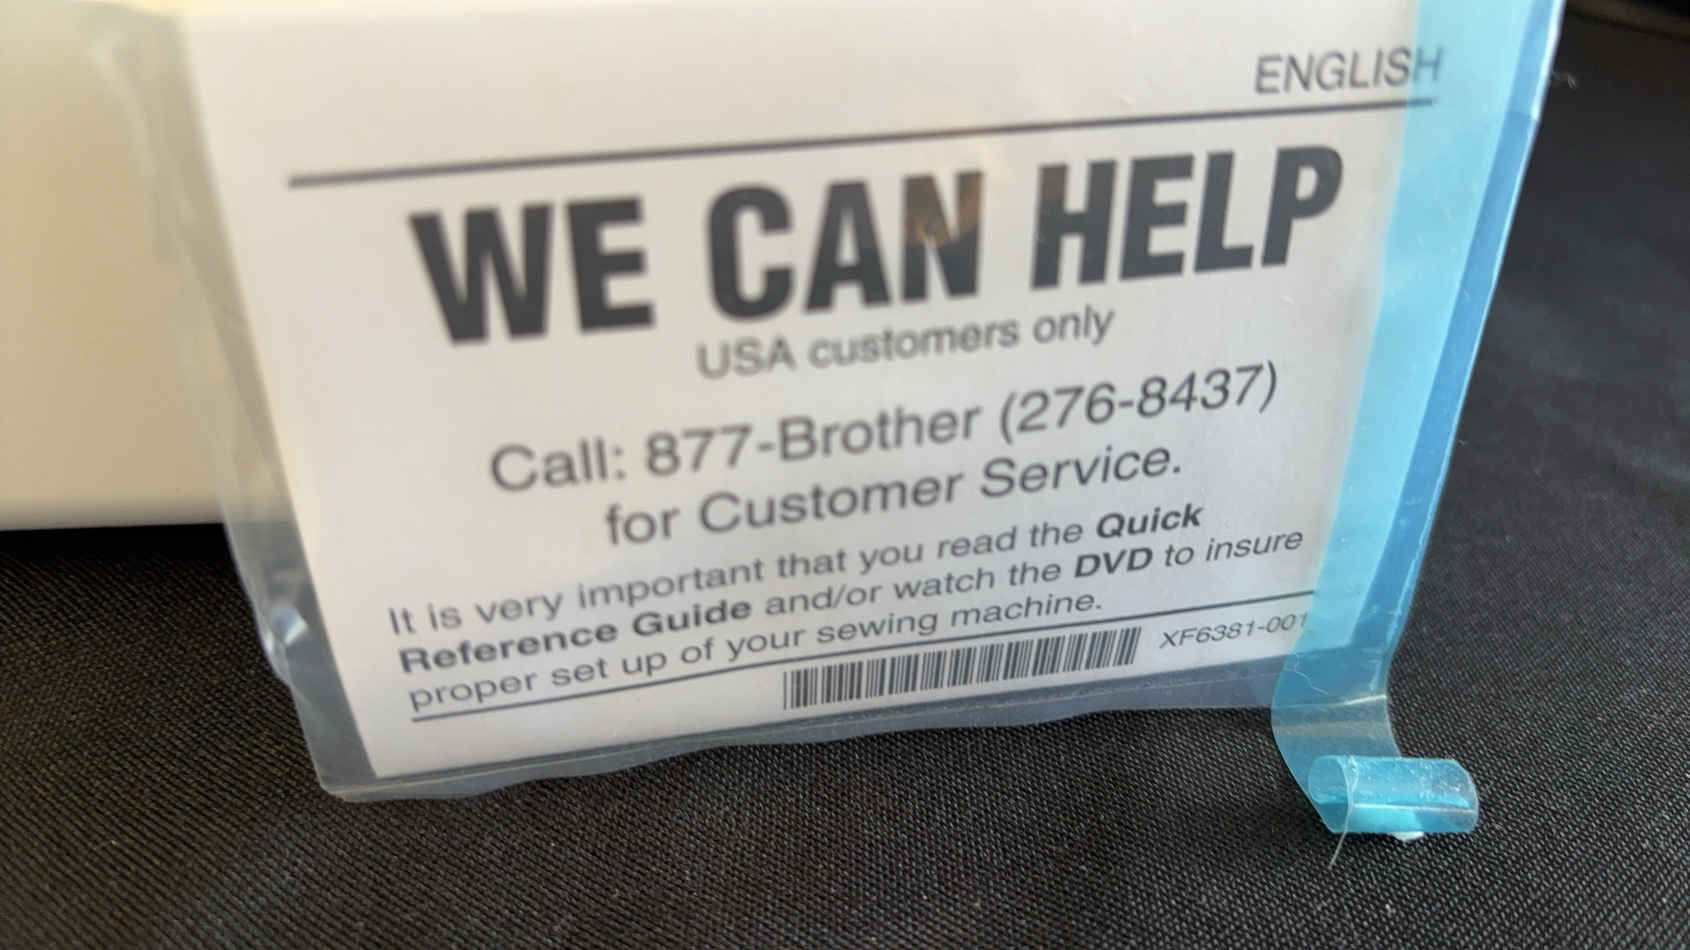 ENGLISH
WE CAN HELP
USA customers only
Call: 877-Brother (276-8437)
for Customer Service.
It is very important that you read the Quick
Reference Guide and/or watch the DVD to insure
proper set up of your sewing machine.
XF6381-001